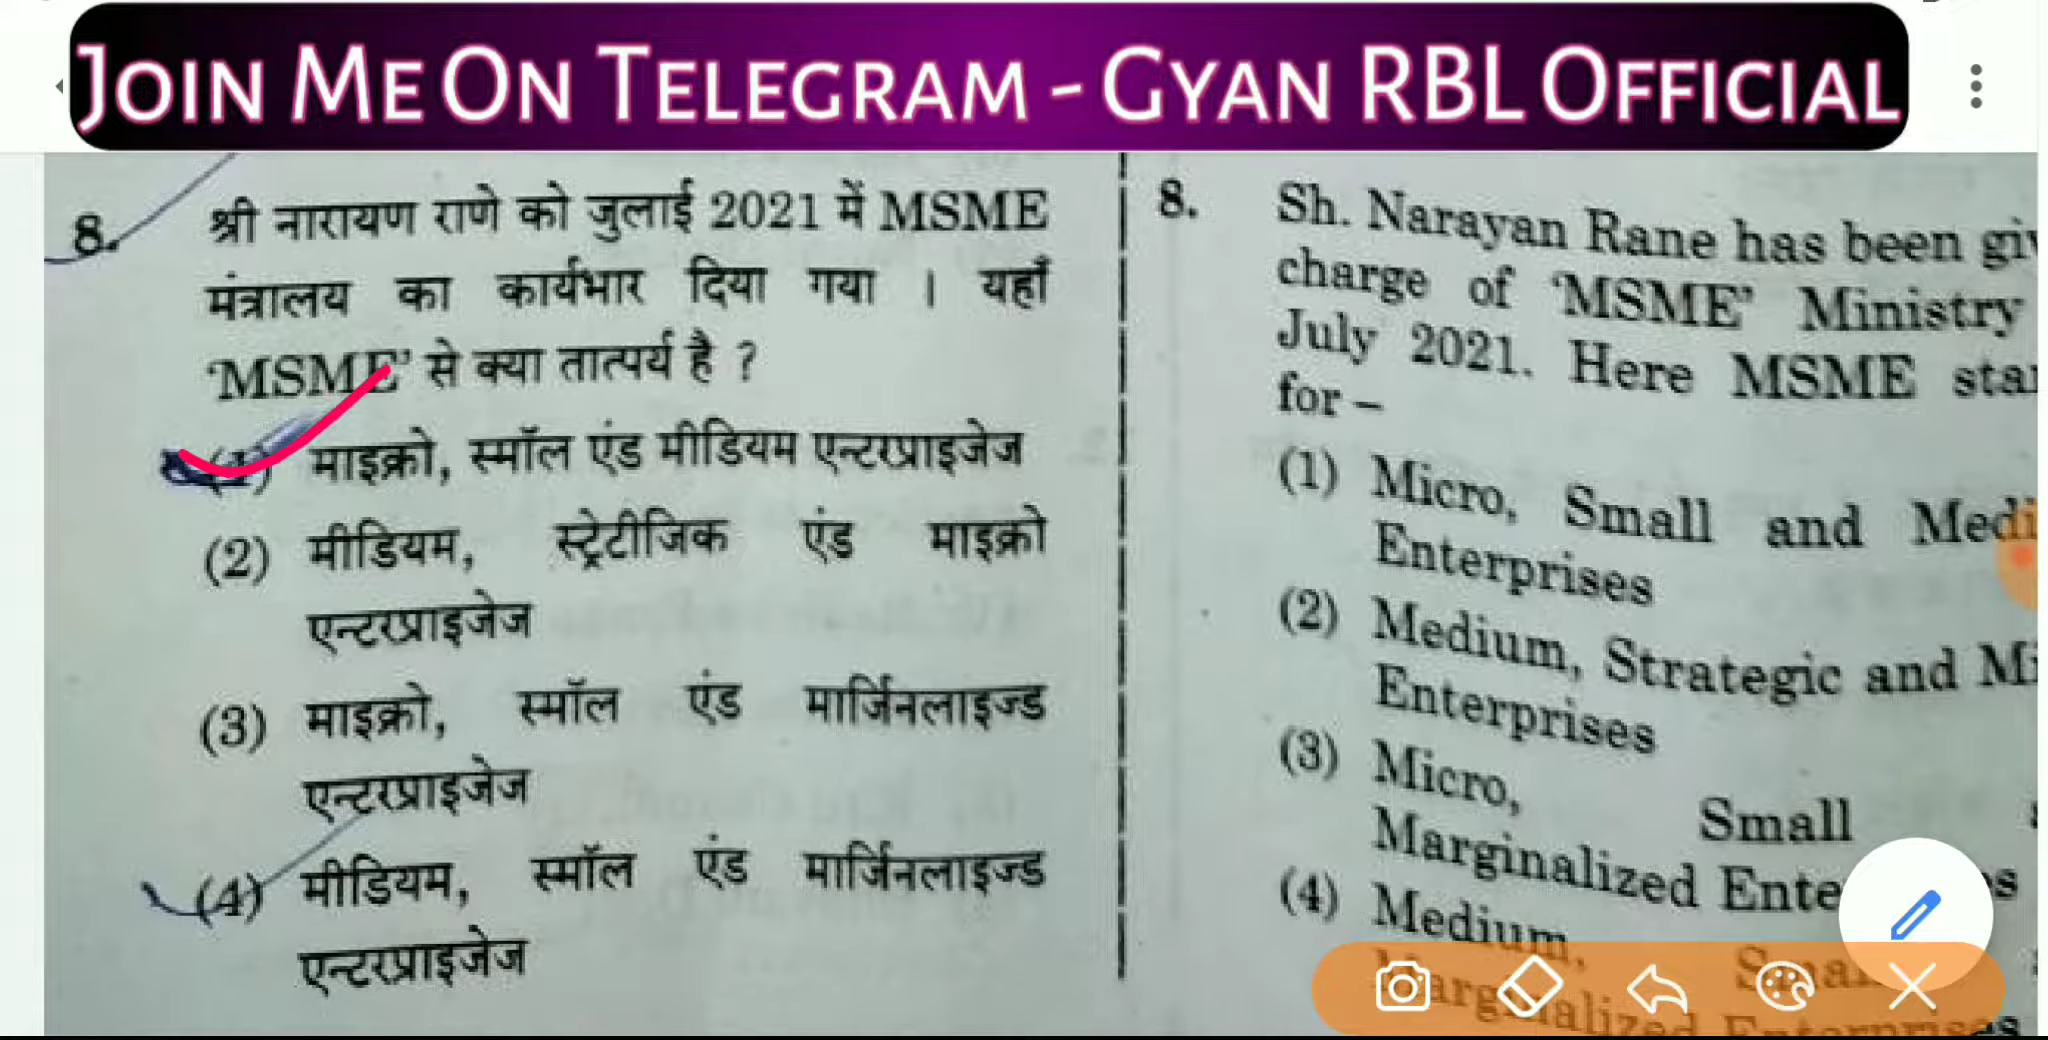 JOIN ME ON TELEGRAM - GYAN RBL OFFICIAL
8. श्री नारायण राणे को जुलाई 2021 में MSME
मंत्रालय का कार्यभार दिया गया । यहाँ
'MSME' से क्या तात्पर्य है ?
(1) माइक्रो, स्मॉल एंड मीडियम एन्टरप्राइजेज
(2) मीडियम, स्ट्रेटीजिक एंड माइक्रो
एन्टरप्राइजेज
(3) माइक्रो, स्मॉल एंड मार्जिनलाइज्ड
एन्टरप्राइजेज
(4) मीडियम, स्मॉल एंड मार्जिनलाइज्ड
एन्टरप्राइजेज
8. Sh. Narayan Rane has been
charge of 'MSME' Ministry
July 2021. Here MSME
for –
(1) Micro, Small and
Enterprises
(2) Medium, Strategic and
Enterprises
(3) Micro, Small
Marginalized
(4) Medium,